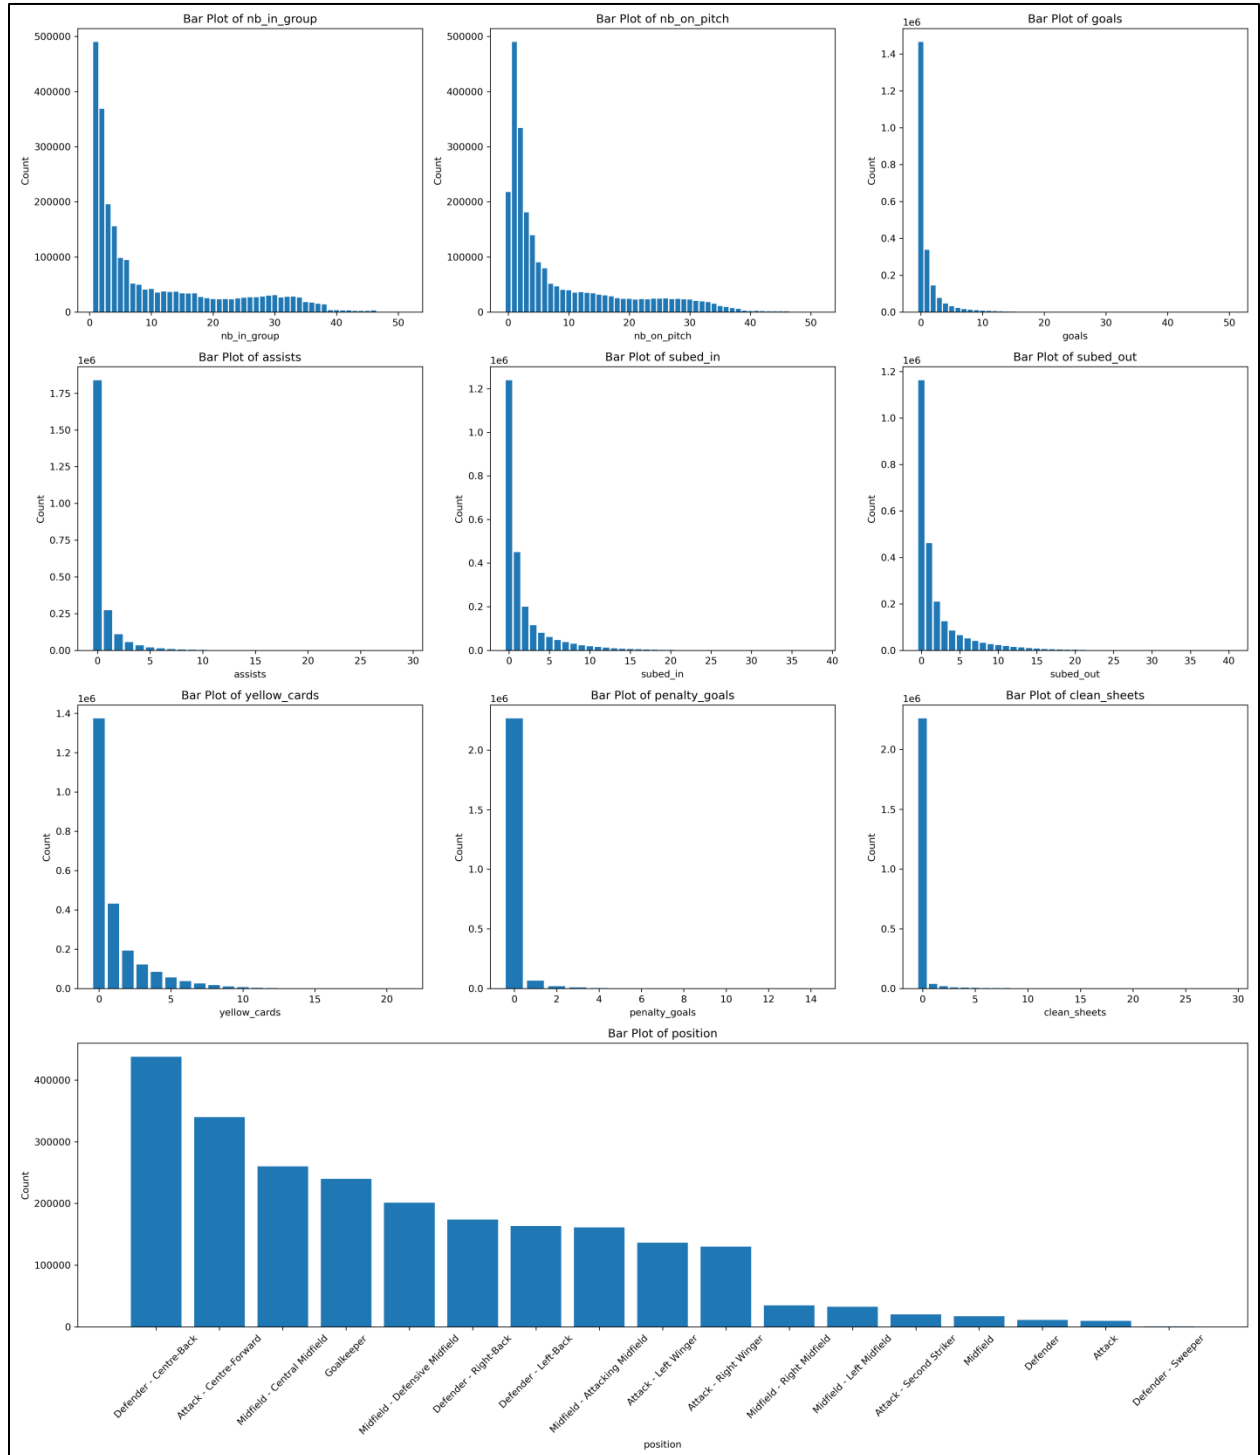 Bar Plot of nb_in_group
500000
400000
300000
200000
100000
0
Count
0 10 20 30 40 50
nb_in_group
Bar Plot of nb_on_pitch
500000
400000
300000
200000
100000
0
Count
0 10 20 30 40 50
nb_on_pitch
Bar Plot of goals
1e6
1.4
1.2
1.0
0.8
0.6
0.4
0.2
0.0
Count
0 10 20 30 40 50
goals
Bar Plot of assists
1e6
1.75
1.50
1.25
1.00
0.75
0.50
0.25
0.00
Count
0 5 10 15 20 25 30
assists
Bar Plot of subed_in
1e6
1.2
1.0
0.8
0.6
0.4
0.2
0.0
Count
0 5 10 15 20 25 30 35 40
subed_in
Bar Plot of subed_out
1e6
1.2
1.0
0.8
0.6
0.4
0.2
0.0
Count
0 5 10 15 20 25 30 35 40
subed_out
Bar Plot of yellow_cards
1e6
1.4
1.2
1.0
0.8
0.6
0.4
0.2
0.0
Count
0 5 10 15 20
yellow_cards
Bar Plot of penalty_goals
1e6
2.0
1.5
1.0
0.5
0.0
Count
0 2 4 6 8 10 12 14
penalty_goals
Bar Plot of clean_sheets
1e6
2.0
1.5
1.0
0.5
0.0
Count
0 5 10 15 20 25 30
clean_sheets
Bar Plot of position
400000
300000
200000
100000
0
Count
Defender - Centre-Back
Attack - Centre-Forward
Midfield - Central Midfield
Goalkeeper
Midfield - Defensive Midfield
Defender - Right-Back
Defender - Left-Back
Midfield - Attacking Midfield
Attack - Left Winger
Attack - Right Winger
Midfield - Right Midfield
Midfield - Left Midfield
Attack - Second Striker
Midfield
Defender
Attack
Defender - Sweeper
position